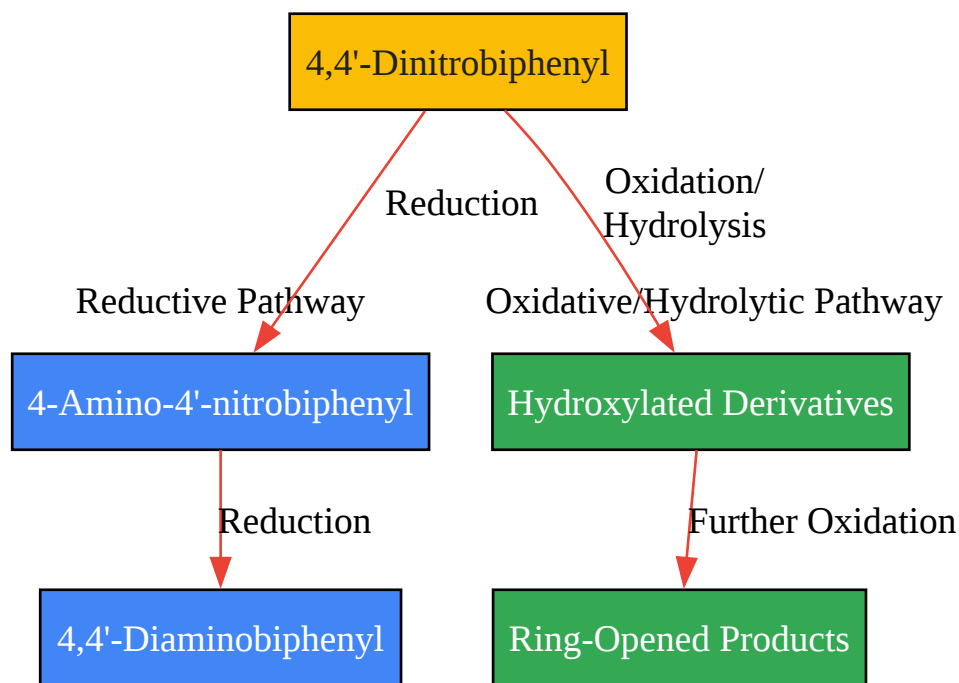 4,4'-Dinitrobiphenyl
Reduction
Oxidation/
Hydrolysis
Reductive Pathway
Oxidative/Hydrolytic Pathway
4-Amino-4'-nitrobiphenyl
Hydroxylated Derivatives
Reduction
Further Oxidation
4,4'-Diaminobiphenyl
Ring-Opened Products